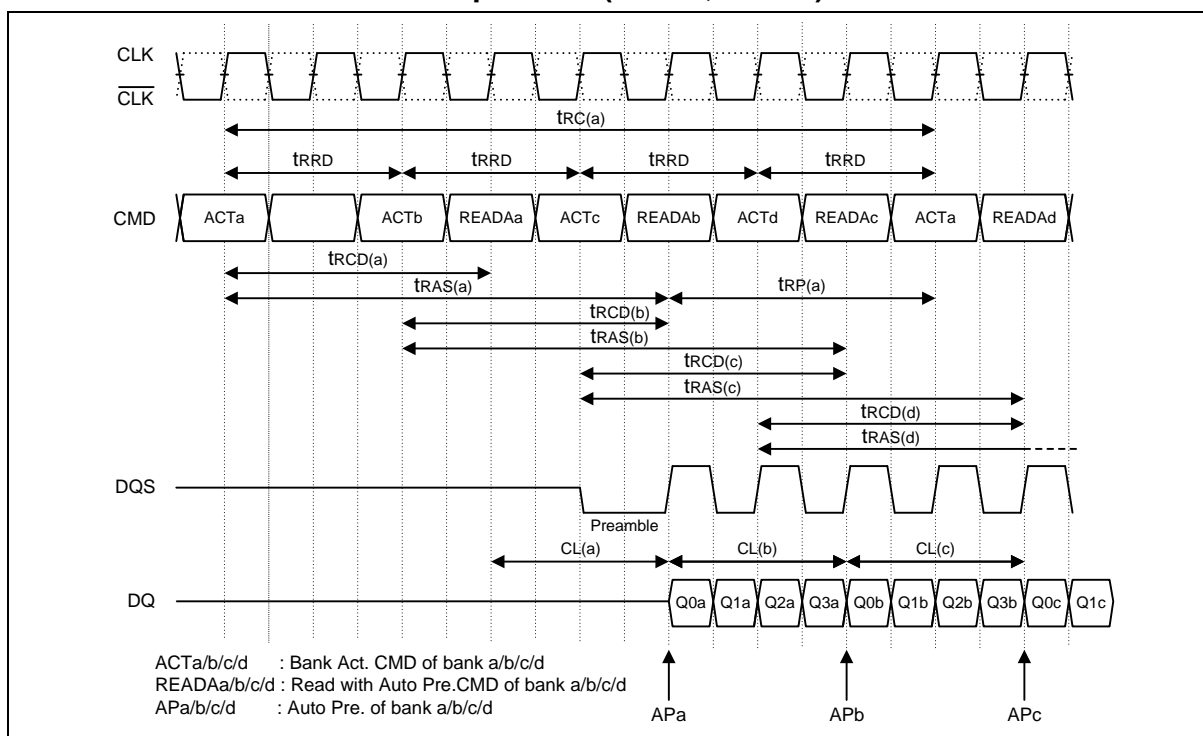 CLK
CLK
tRC(a)
tRRD tRRD tRRD tRRD
CMD ACTa ACTb READAa ACTc READAb ACTd READAc ACTa READAd
tRCD(a)
tRAS(a) tRP(a)
tRCD(b)
tRAS(b)
tRCD(c)
tRAS(c)
tRCD(d)
tRAS(d)
DQS
Preamble
CL(a) CL(b) CL(c)
DQ Q0a Q1a Q2a Q3a Q0b Q1b Q2b Q3b Q0c Q1c
ACTa/b/c/d : Bank Act. CMD of bank a/b/c/d
READAa/b/c/d : Read with Auto Pre.CMD of bank a/b/c/d
APa/b/c/d : Auto Pre. of bank a/b/c/d
APa APb APc